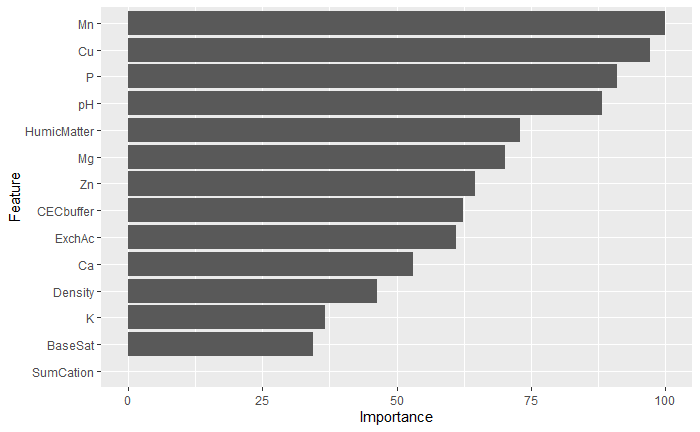 Mn
Cu
P
pH
HumicMatter
Mg
Zn
CECbuffer
ExchAc
Ca
Density
K
BaseSat
SumCation
Feature
0 25 50 75 100
Importance